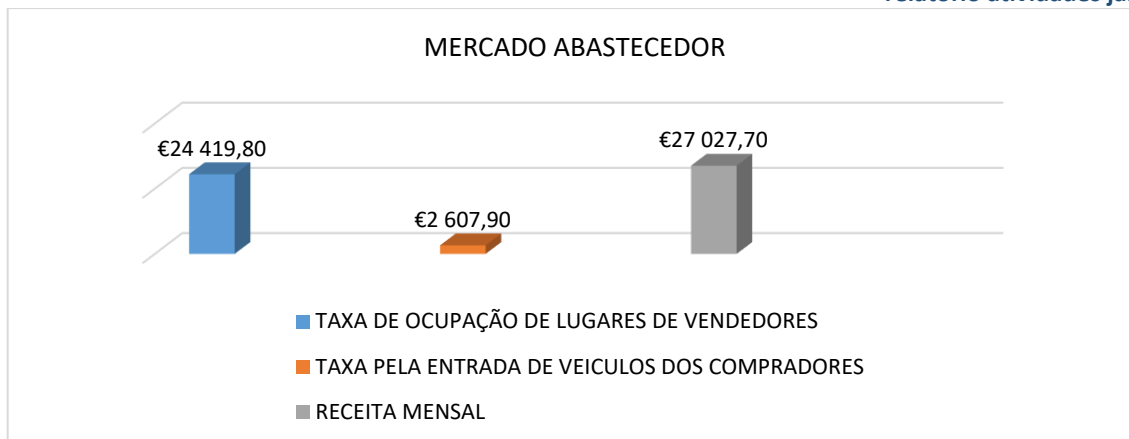 MERCADO ABASTECEDOR
€24 419,80
€2 607,90
€27 027,70
TAXA DE OCUPAÇÃO DE LUGARES DE VENDEDORES
TAXA PELA ENTRADA DE VEICULOS DOS COMPRADORES
RECEITA MENSAL